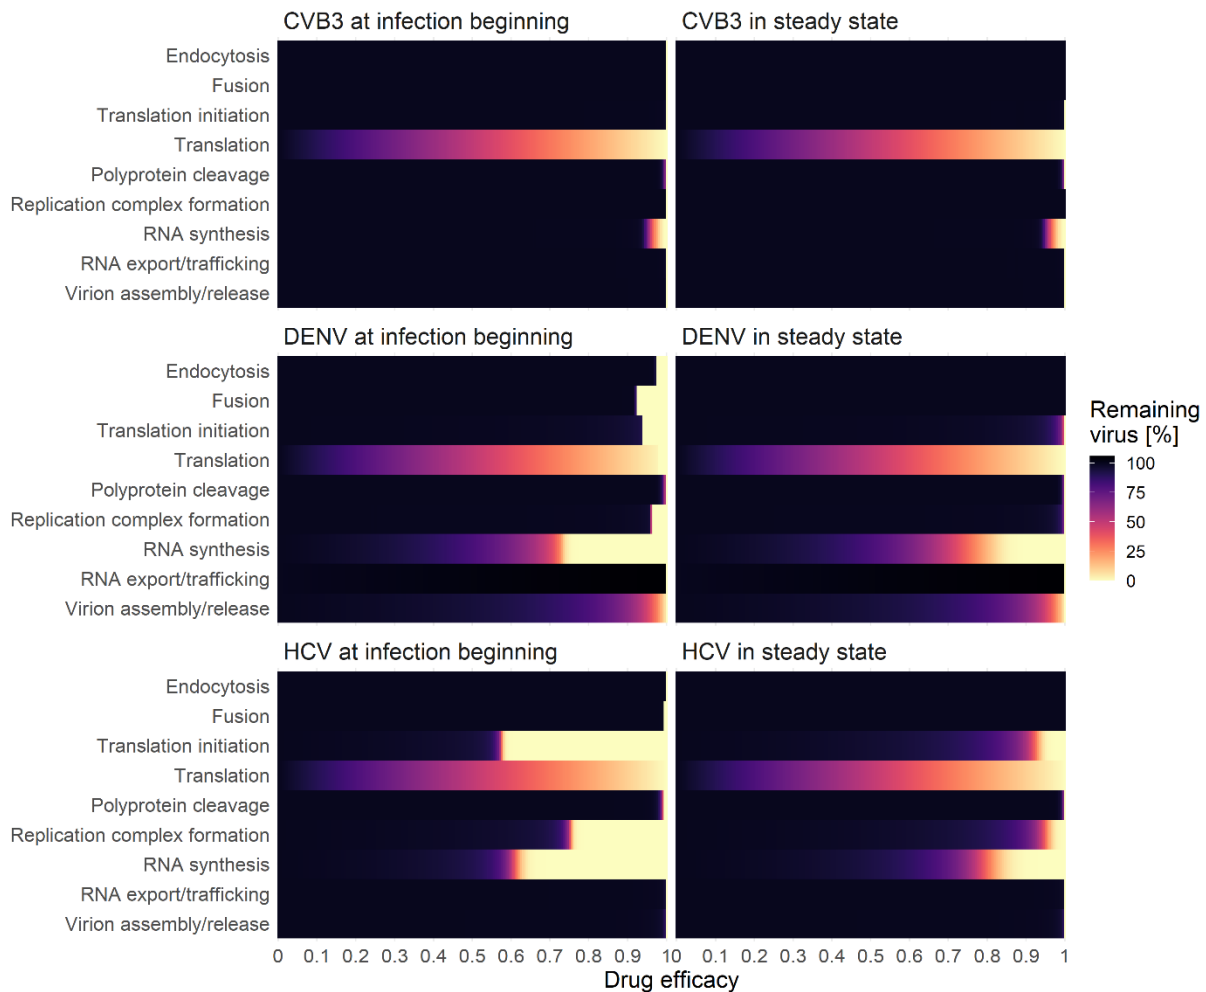 CVB3 at infection beginning
CVB3 in steady state
Endocytosis
Fusion
Translation initiation
Translation
Polyprotein cleavage
Replication complex formation
RNA synthesis
RNA export/trafficking
Virion assembly/release
DENV at infection beginning
DENV in steady state
Endocytosis
Fusion
Translation initiation
Translation
Polyprotein cleavage
Replication complex formation
RNA synthesis
RNA export/trafficking
Virion assembly/release
Remaining
virus [%]
100
75
50
25
0
HCV at infection beginning
HCV in steady state
Endocytosis
Fusion
Translation initiation
Translation
Polyprotein cleavage
Replication complex formation
RNA synthesis
RNA export/trafficking
Virion assembly/release
0 0.1 0.2 0.3 0.4 0.5 0.6 0.7 0.8 0.9 1 0 0.1 0.2 0.3 0.4 0.5 0.6 0.7 0.8 0.9 1
Drug efficacy